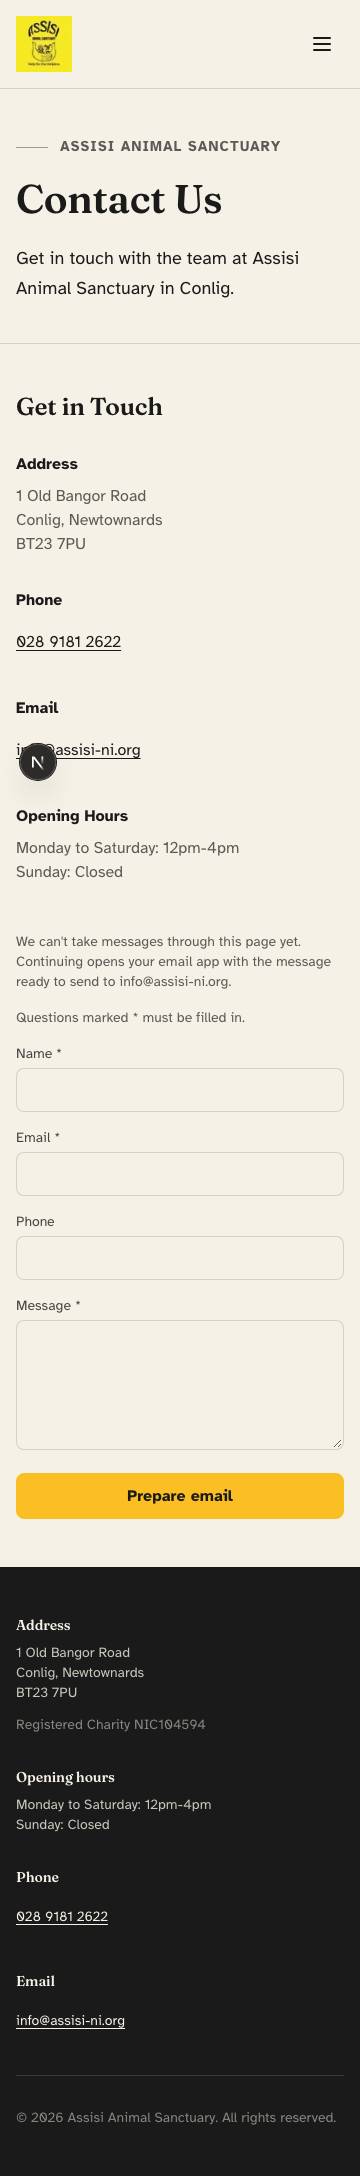 ASSISI
ANIMAL SANCTUARY
ASSISI ANIMAL SANCTUARY
Contact Us
Get in touch with the team at Assisi
Animal Sanctuary in Conlig.
Get in Touch
Address
1 Old Bangor Road
Conlig, Newtownards
BT23 7PU
Phone
028 9181 2622
Email
info@assisi-ni.org
N
Opening Hours
Monday to Saturday: 12pm-4pm
Sunday: Closed
We can't take messages through this page yet.
Continuing opens your email app with the message
ready to send to info@assisi-ni.org.
Questions marked * must be filled in.
Name *
Email *
Phone
Message *
Prepare email
Address
1 Old Bangor Road
Conlig, Newtownards
BT23 7PU
Registered Charity NIC104594
Opening hours
Monday to Saturday: 12pm-4pm
Sunday: Closed
Phone
028 9181 2622
Email
info@assisi-ni.org
© 2026 Assisi Animal Sanctuary. All rights reserved.